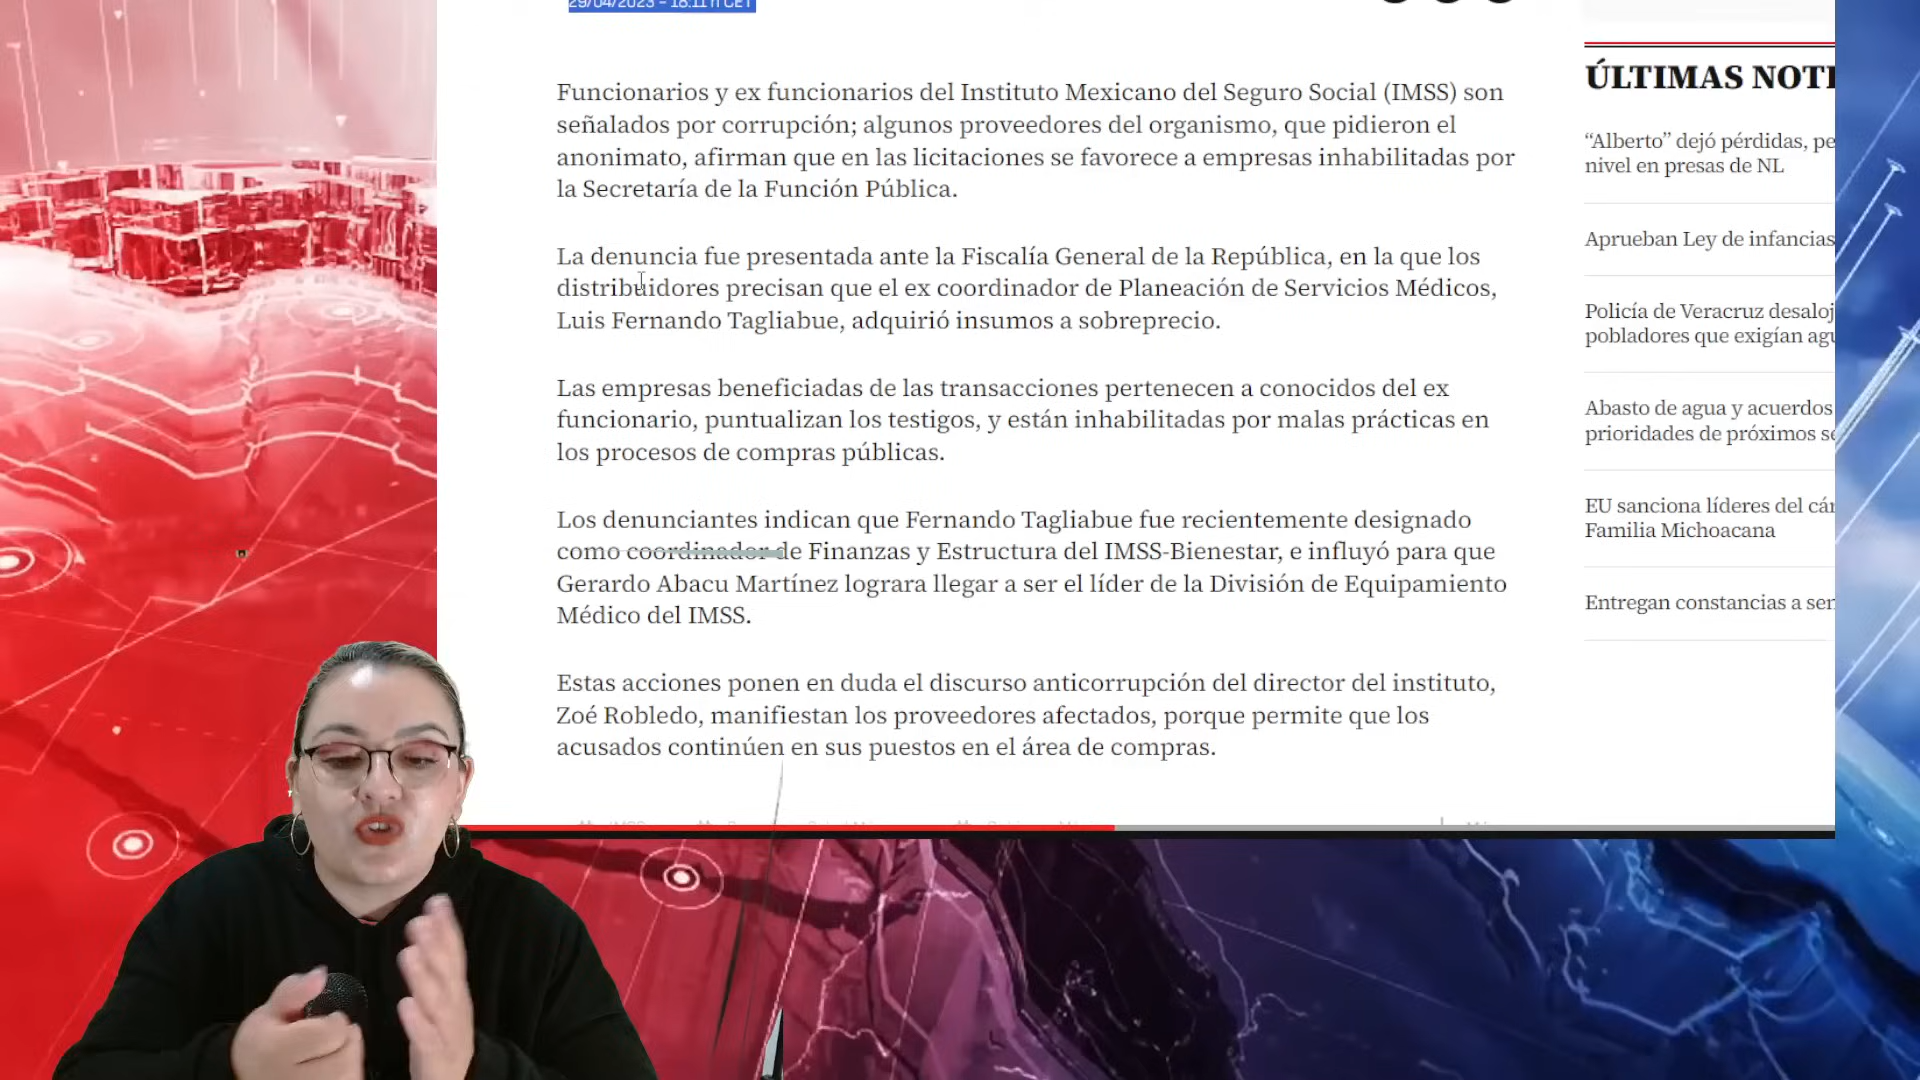 29/04/2023 – 18:11 h CET
Funcionarios y ex funcionarios del Instituto Mexicano del Seguro Social (IMSS) son
señalados por corrupción; algunos proveedores del organismo, que pidieron el
anonimato, afirman que en las licitaciones se favorece a empresas inhabilitadas por
la Secretaría de la Función Pública.
La denuncia fue presentada ante la Fiscalía General de la República, en la que los
distribuidores precisan que el ex coordinador de Planeación de Servicios Médicos,
Luis Fernando Tagliabue, adquirió insumos a sobreprecio.
Las empresas beneficiadas de las transacciones pertenecen a conocidos del ex
funcionario, puntualizan los testigos, y están inhabilitadas por malas prácticas en
los procesos de compras públicas.
Los denunciantes indican que Fernando Tagliabue fue recientemente designado
como coordinador de Finanzas y Estructura del IMSS-Bienestar, e influyó para que
Gerardo Abacu Martínez lograra llegar a ser el líder de la División de Equipamiento
Médico del IMSS.
Estas acciones ponen en duda el discurso anticorrupción del director del instituto,
Zoé Robledo, manifiestan los proveedores afectados, porque permite que los
acusados continúen en sus puestos en el área de compras.
ÚLTIMAS NOTI
“Alberto” dejó pérdidas, pe
nivel en presas de NL
Aprueban Ley de infancias
Policía de Veracruz desaloj
pobladores que exigían agu
Abasto de agua y acuerdos
prioridades de próximos se
EU sanciona líderes del cár
Familia Michoacana
Entregan constancias a sen